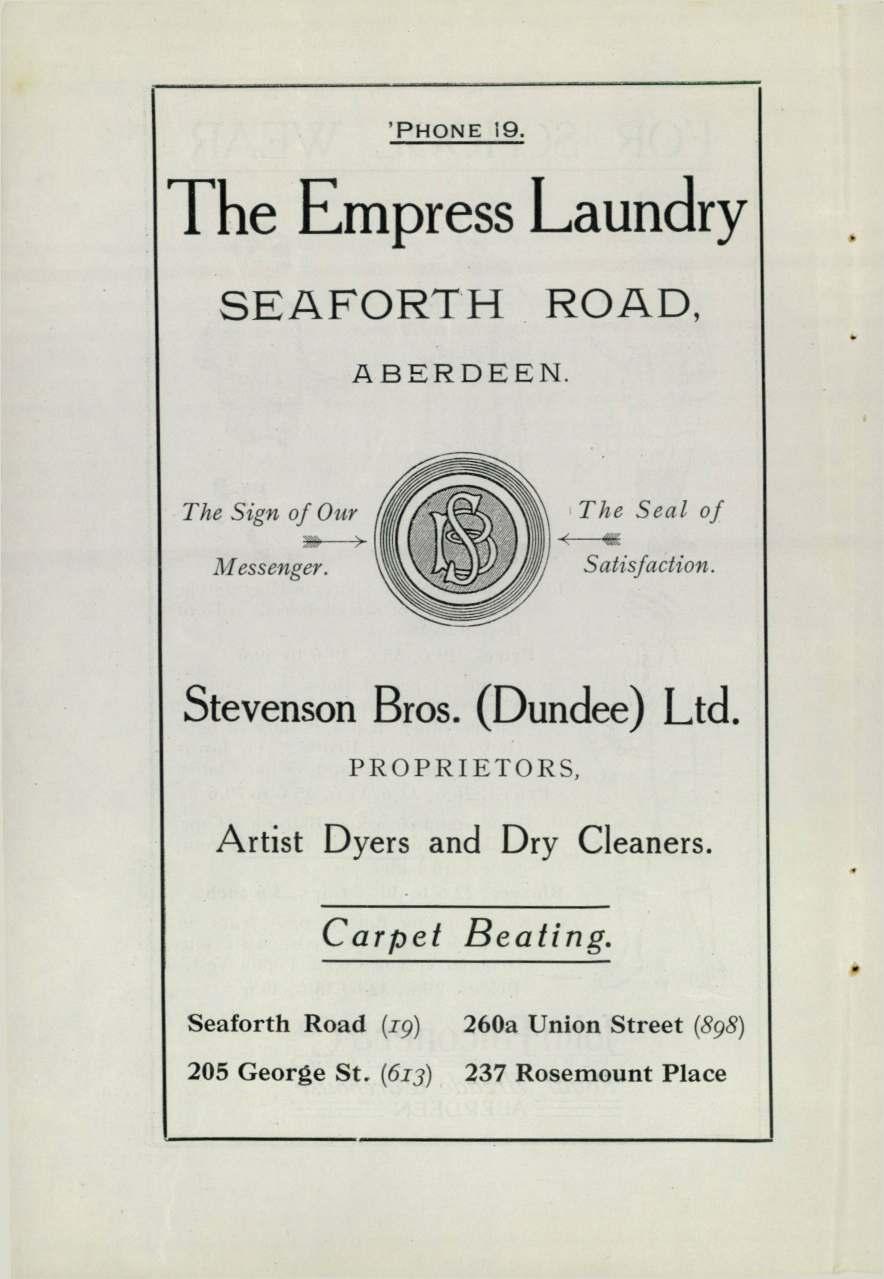 'PHONE 19.
The Empress Laundry
SEAFORTH ROAD,
ABERDEEN.
The Sign of Our
Messenger.
The Seal of
Satisfaction.
Stevenson Bros. (Dundee) Ltd.
PROPRIETORS,
Artist Dyers and Dry Cleaners.
Carpet Beating.
Seaforth Road (19) 260a Union Street (898)
205 George St. (613) 237 Rosemount Place